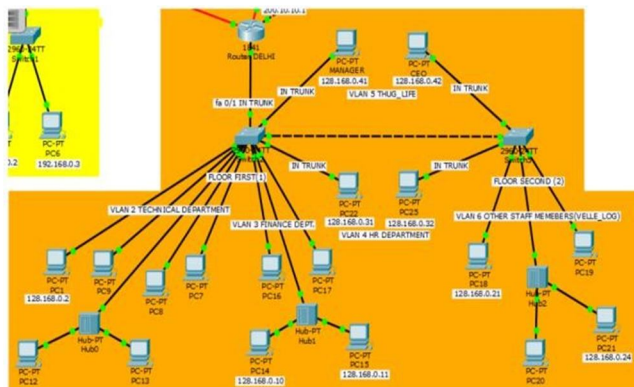 200.10.10.1
1841
Router DELHI
2960-24TT
Switch1
PC-PT
MANAGER
128.168.0.41
PC-PT
CEO
128.168.0.42
IN TRUNK
VLAN 5 THUG_LIFE
IN TRUNK
fa 0/1 IN TRUNK
PC-PT
PC6
192.168.0.3
0.2
IN TRUNK
IN TRUNK
FLOOR FIRST(1)
FLOOR SECOND (2)
VLAN 2 TECHNICAL DEPARTMENT
VLAN 3 FINANCE DEPT.
PC-PT
PC22
128.168.0.31
PC-PT
PC23
128.168.0.32
VLAN 4 HR DEPARTMENT
VLAN 6 OTHER STAFF MEMEBERS(VELLE_LOG)
PC-PT
PC1
128.168.0.2
PC-PT
PC9
PC-PT
PC8
PC-PT
PC7
PC-PT
PC16
PC-PT
PC17
PC-PT
PC18
128.168.0.21
PC-PT
PC19
Hub-PT
Hub0
Hub-PT
Hub1
Hub-PT
Hub2
PC-PT
PC12
PC-PT
PC13
PC-PT
PC14
128.168.0.10
PC-PT
PC15
128.168.0.11
PC-PT
PC20
PC-PT
PC21
128.168.0.24